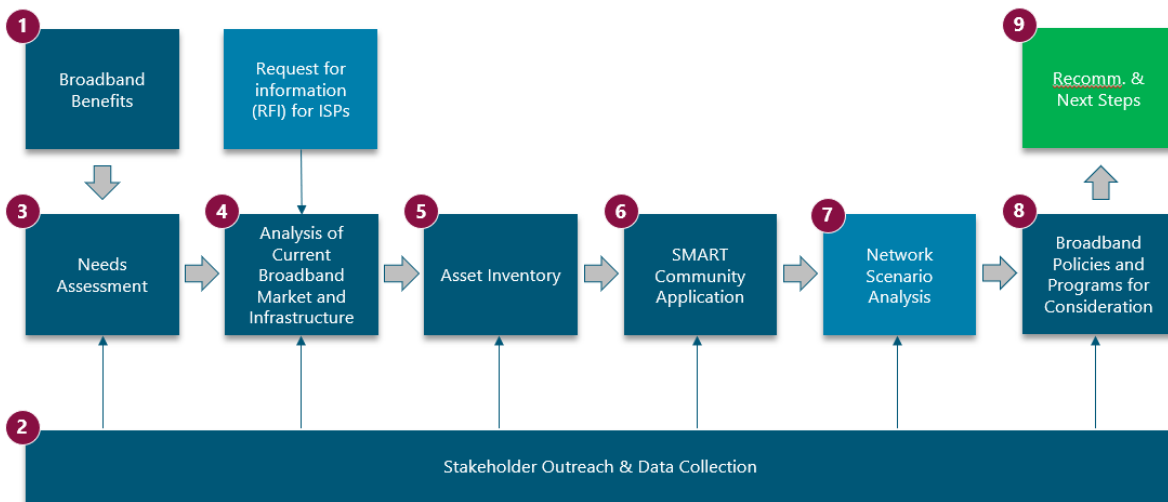 1
Broadband
Benefits
Request for
information
(RFI) for ISPs
9
Recomm. &
Next Steps
3
Needs
Assessment
4
Analysis of
Current
Broadband
Market and
Infrastructure
5
Asset Inventory
6
SMART
Community
Application
7
Network
Scenario
Analysis
8
Broadband
Policies and
Programs for
Consideration
2
Stakeholder Outreach & Data Collection